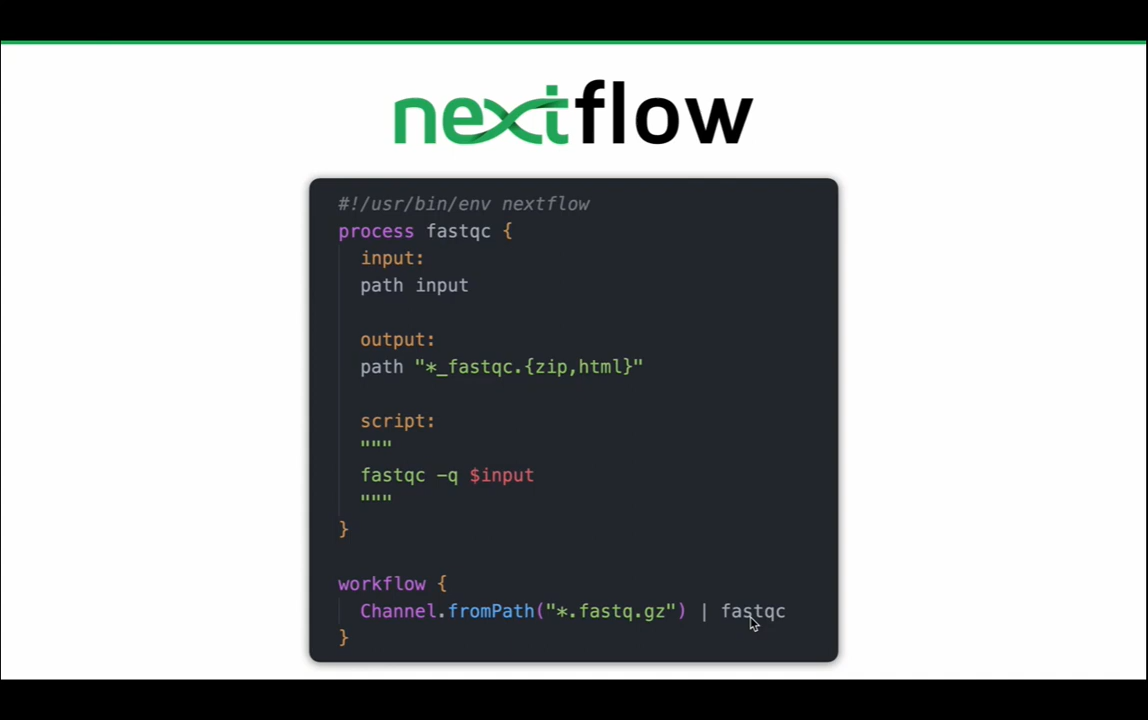 nextflow
#!/usr/bin/env nextflow
process fastqc {
  input:
  path input

  output:
  path "*_fastqc.{zip,html}"

  script:
  """
  fastqc -q $input
  """
}

workflow {
  Channel.fromPath("*.fastq.gz") | fastqc
}